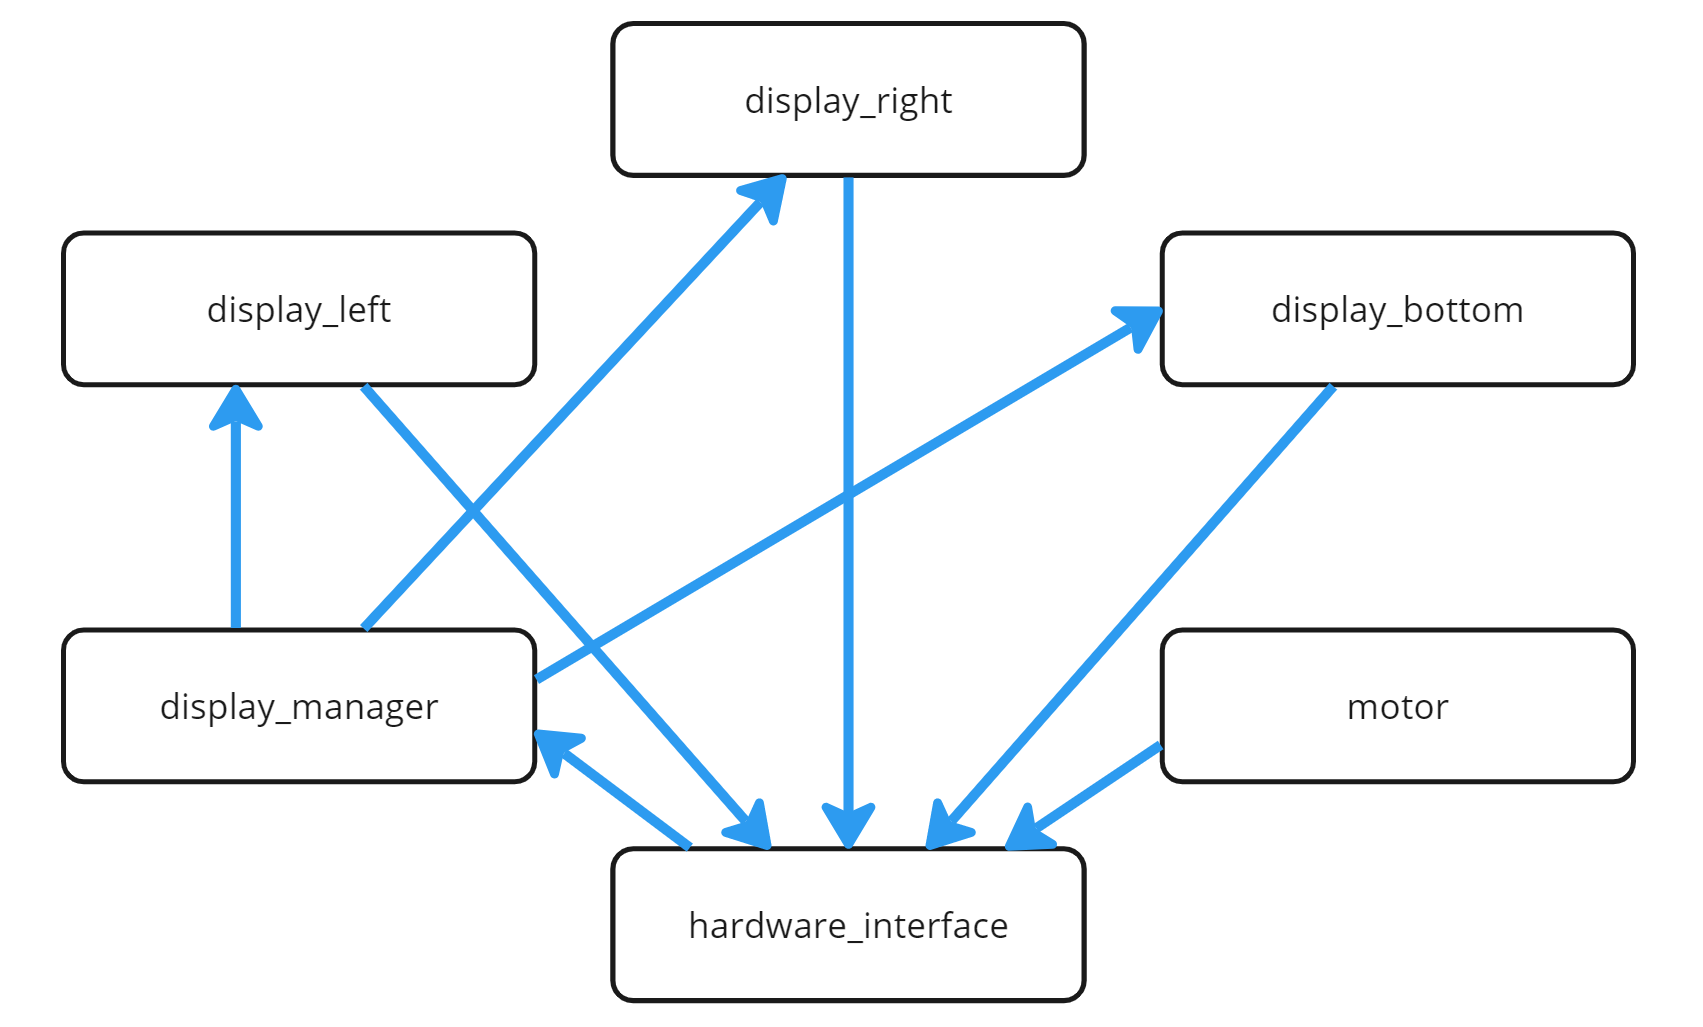 display_right
display_left
display_bottom
display_manager
motor
hardware_interface